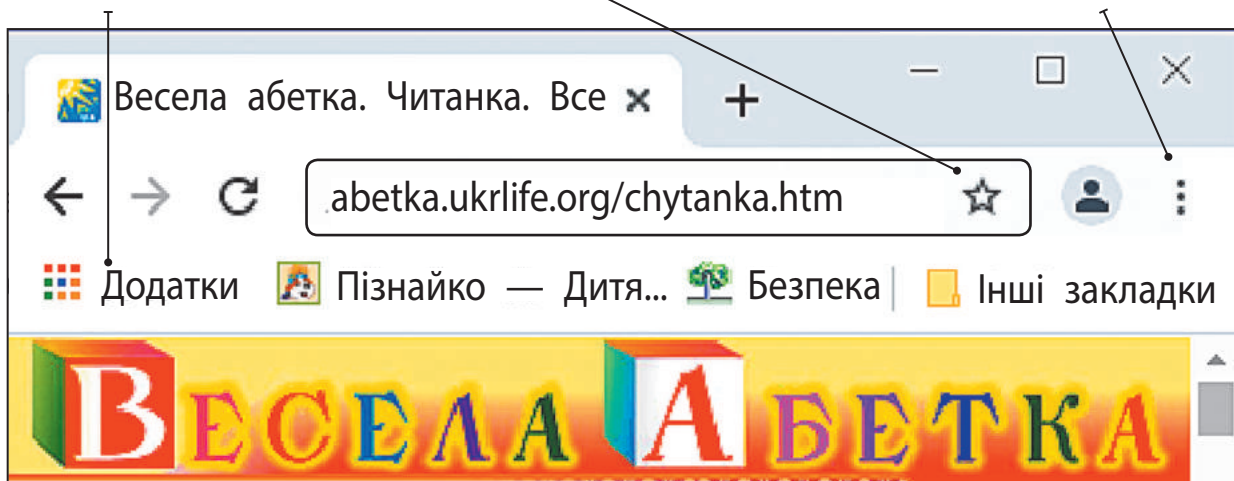 Весела абетка. Читанка. Все
abetka.ukrlife.org/chytanka.htm
Додатки Пізнайко — Дитя... Безпека Інші закладки
ВЕСЕЛА АБЕТКА